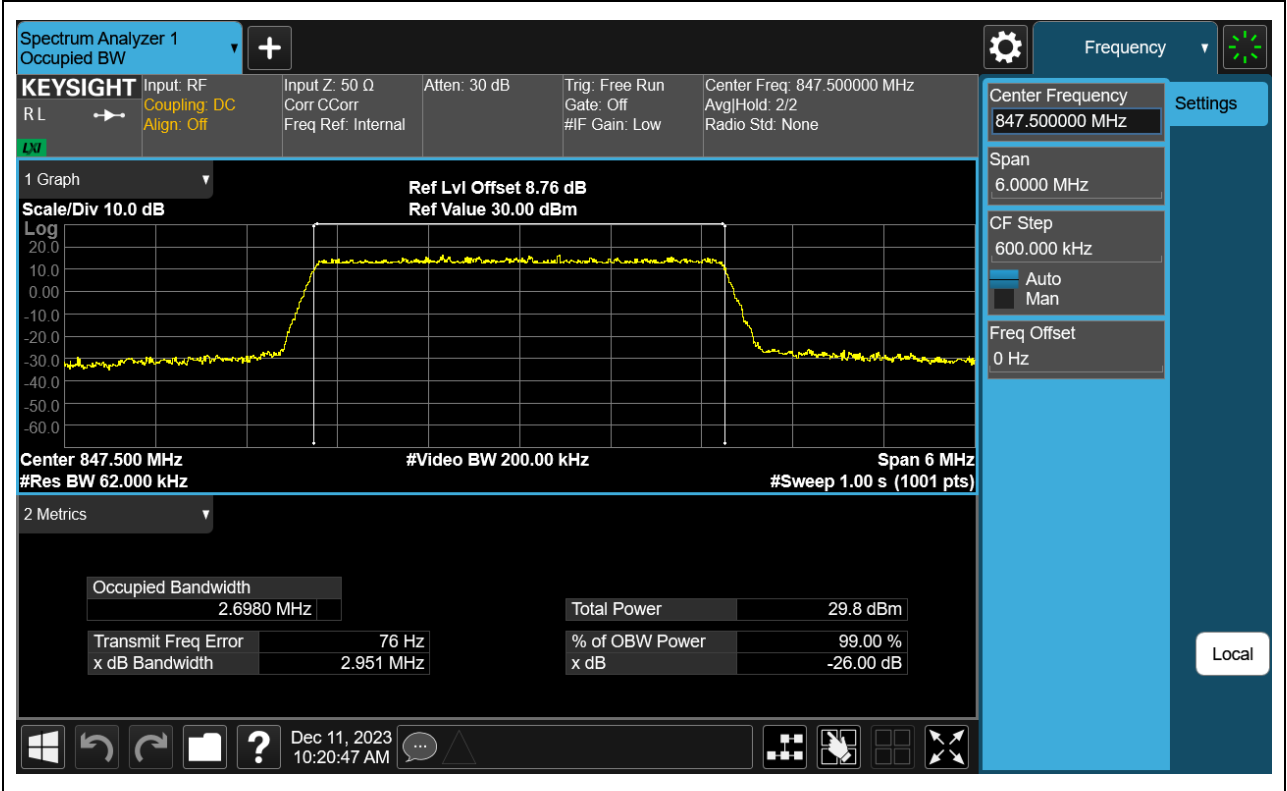 Spectrum Analyzer 1
Occupied BW
+
Frequency
KEYSIGHT
R L
LXI
Input: RF
Coupling: DC
Align: Off
Input Z: 50 Ω
Corr CCorr
Freq Ref: Internal
Atten: 30 dB
Trig: Free Run
Gate: Off
#IF Gain: Low
Center Freq: 847.500000 MHz
Avg|Hold: 2/2
Radio Std: None
Center Frequency
847.500000 MHz
Settings
Span
6.0000 MHz
CF Step
600.000 kHz
Auto
Man
Freq Offset
0 Hz
Local
1 Graph
Scale/Div 10.0 dB
Ref Lvl Offset 8.76 dB
Ref Value 30.00 dBm
Log
20.0
10.0
0.00
-10.0
-20.0
-30.0
-40.0
-50.0
-60.0
Center 847.500 MHz
#Video BW 200.00 kHz
Span 6 MHz
#Res BW 62.000 kHz
#Sweep 1.00 s (1001 pts)
2 Metrics
Occupied Bandwidth
2.6980 MHz
Total Power 29.8 dBm
Transmit Freq Error 76 Hz
% of OBW Power 99.00 %
x dB Bandwidth 2.951 MHz
x dB -26.00 dB
?
Dec 11, 2023
10:20:47 AM